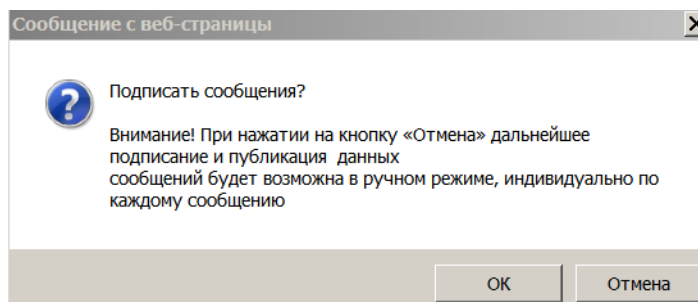 Сообщение с веб-страницы
Подписать сообщения?
Внимание! При нажатии на кнопку «Отмена» дальнейшее
подписание и публикация данных
сообщений будет возможна в ручном режиме, индивидуально по
каждому сообщению
ОК
Отмена